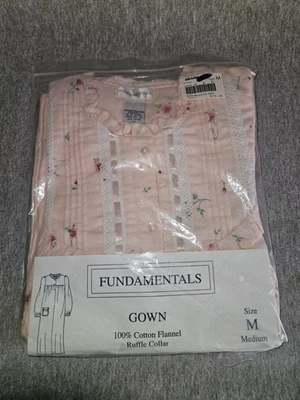 M
FUNDAMENTALS
GOWN
100% Cotton Flannel
Ruffle Collar
Size
M
Medium